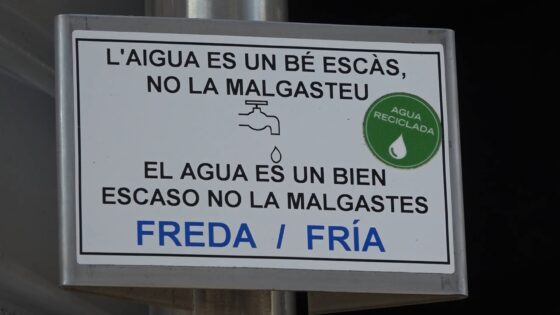 L'AIGUA ES UN BÉ ESCÀS,
NO LA MALGASTEU
AGUA
RECICLADA
EL AGUA ES UN BIEN
ESCASO NO LA MALGASTES
FREDA / FRÍA